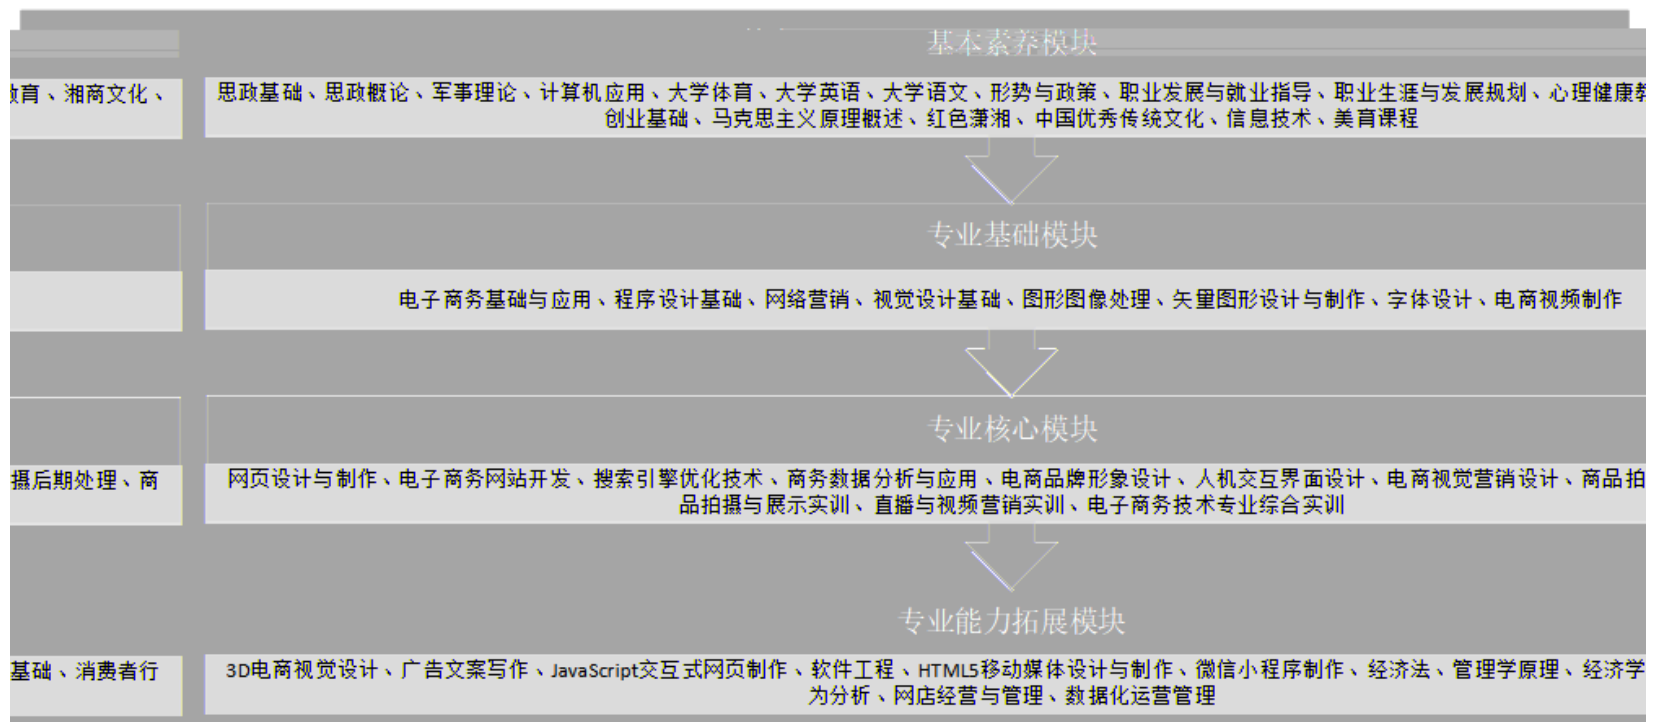 基本素养模块
教育、湘商文化、
思政基础、思政概论、军事理论、计算机应用、大学体育、大学英语、大学语文、形势与政策、职业发展与就业指导、职业生涯与发展规划、心理健康教
创业基础、马克思主义原理概述、红色潇湘、中国优秀传统文化、信息技术、美育课程
专业基础模块
电子商务基础与应用、程序设计基础、网络营销、视觉设计基础、图形图像处理、矢量图形设计与制作、字体设计、电商视频制作
专业核心模块
摄后期处理、商
网页设计与制作、电子商务网站开发、搜索引擎优化技术、商务数据分析与应用、电商品牌形象设计、人机交互界面设计、电商视觉营销设计、商品拍
品拍摄与展示实训、直播与视频营销实训、电子商务技术专业综合实训
专业能力拓展模块
基础、消费者行
3D电商视觉设计、广告文案写作、JavaScript交互式网页制作、软件工程、HTML5移动媒体设计与制作、微信小程序制作、经济法、管理学原理、经济学
为分析、网店经营与管理、数据化运营管理